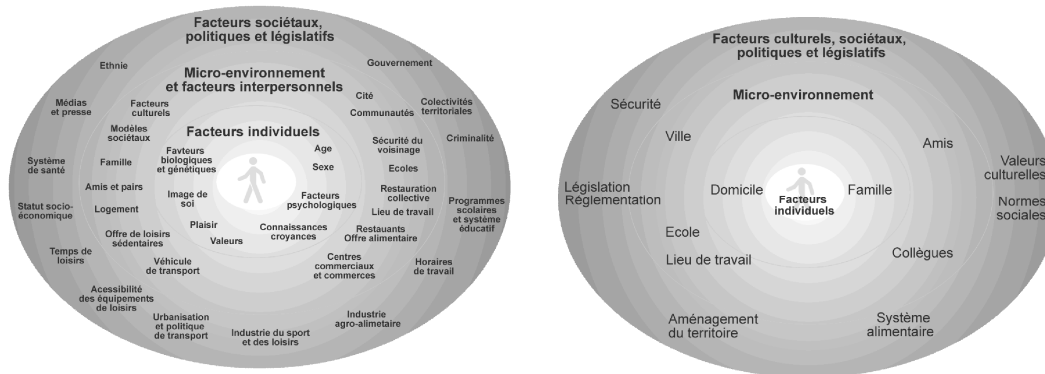 Facteurs sociétaux,
politiques et législatifs
Ethnie
Gouvernement
Micro-environnement
et facteurs interpersonnels
Médias
et presse
Facteurs
culturels
Cité
Communautés
Colectivités
territoriales
Modèles
sociétaux
Facteurs individuels
Sécurité du
voisinage
Criminalité
Système
de santé
Famille
Favteurs
biologiques
et génétiques
Age
Sexe
Ecoles
Amis et pairs
Image de
soi
Facteurs
psychologiques
Restauration
collective
Statut socio-
économique
Logement
Lieu de travail
Programmes
scolaires
et système
éducatif
Plaisir
Valeurs
Connaissances
croyances
Restauants
Offre alimentaire
Offre de loisirs
sédentaires
Temps de
loisirs
Véhicule
de transport
Centres
commerciaux
et commerces
Horaires
de travail
Acessibilité
des équipements
de loisirs
Urbanisation
et politique
de transport
Industrie du sport
et des loisirs
Industrie
agro-alimetaire
Facteurs culturels, sociétaux,
politiques et législatifs
Micro-environnement
Sécurité
Ville
Amis
Valeurs
culturelles
Législation
Réglementation
Domicile
Facteurs
individuels
Famille
Normes
sociales
Ecole
Lieu de travail
Collègues
Aménagement
du territoire
Système
alimentaire